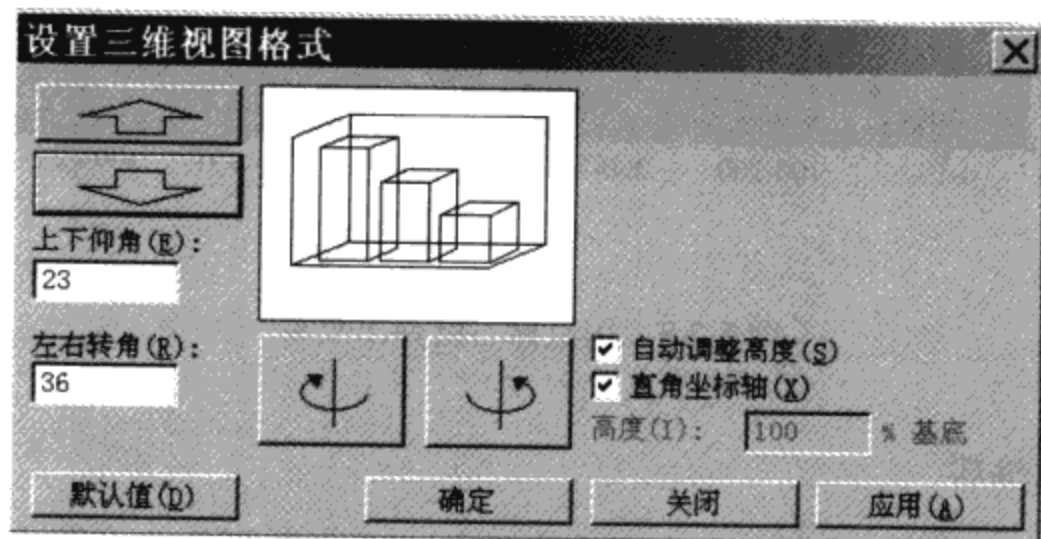 设置三维视图格式
上下仰角(E):
23
左右转角(R):
36
自动调整高度(S)
直角坐标轴(X)
高度(I): 100 % 基底
默认值(D) 确定 关闭 应用(A)